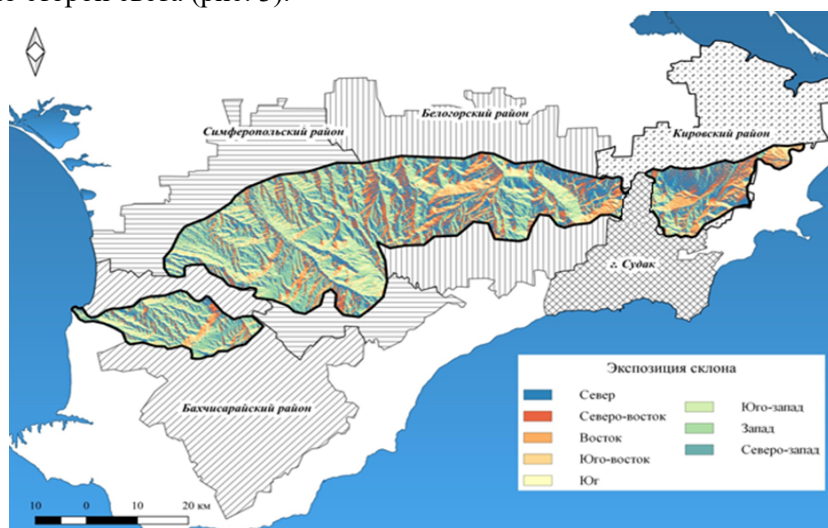 Белогорский район
Симферопольский район
Кировский район
г. Судак
Бахчисарайский район
Экспозиция склона
Север
Северо-восток
Восток
Юго-восток
Юг
Юго-запад
Запад
Северо-запад
10 0 10 20 км